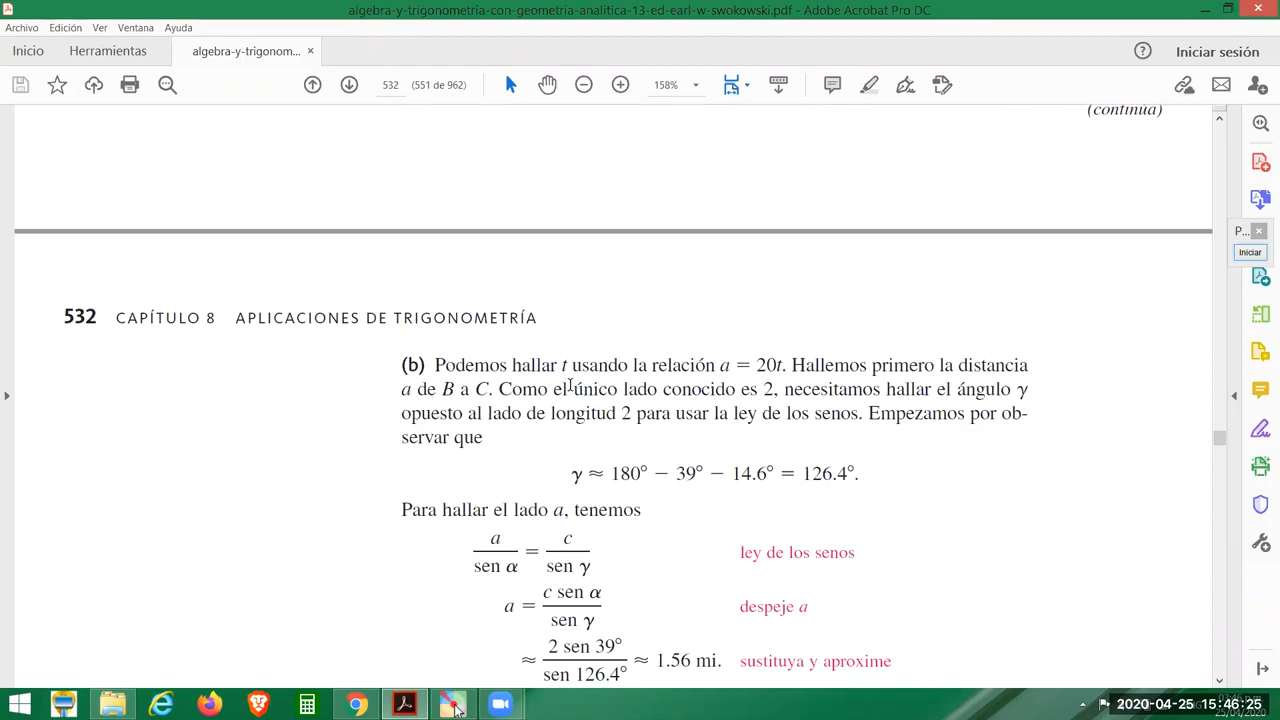 algebra-y-trigonometria-con-geometria-analitica-13-ed-earl-w-swokowski.pdf - Adobe Acrobat Pro DC
Archivo Edición Ver Ventana Ayuda
Inicio Herramientas algebra-y-trigonom... × Iniciar sesión
532 (551 de 962) 158%
(continúa)
P... ×
Iniciar
532 CAPÍTULO 8 APLICACIONES DE TRIGONOMETRÍA
(b) Podemos hallar t usando la relación a = 20t. Hallemos primero la distancia
a de B a C. Como el único lado conocido es 2, necesitamos hallar el ángulo γ
opuesto al lado de longitud 2 para usar la ley de los senos. Empezamos por ob-
servar que
γ ≈ 180° − 39° − 14.6° = 126.4°.
Para hallar el lado a, tenemos
a / sen α = c / sen γ ley de los senos
a = c sen α / sen γ despeje a
≈ 2 sen 39° / sen 126.4° ≈ 1.56 mi. sustituya y aproxime
2020-04-25 15:46:25